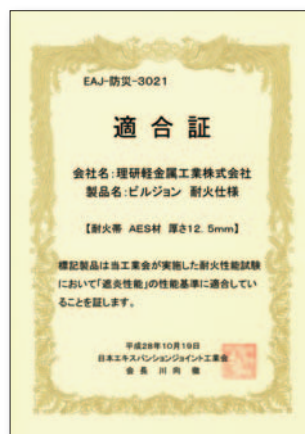 EAJ-防災-3021
適合証
会社名：理研軽金属工業株式会社
製品名：ビルジョン 耐火仕様
【耐火帯 AES材 厚さ12.5mm】
標記製品は当工業会が実施した耐火性能試験
において「遮炎性能」の性能基準に適合してい
ることを証します。
平成28年10月19日
日本エキスパンションジョイント工業会
会長 川向 徹